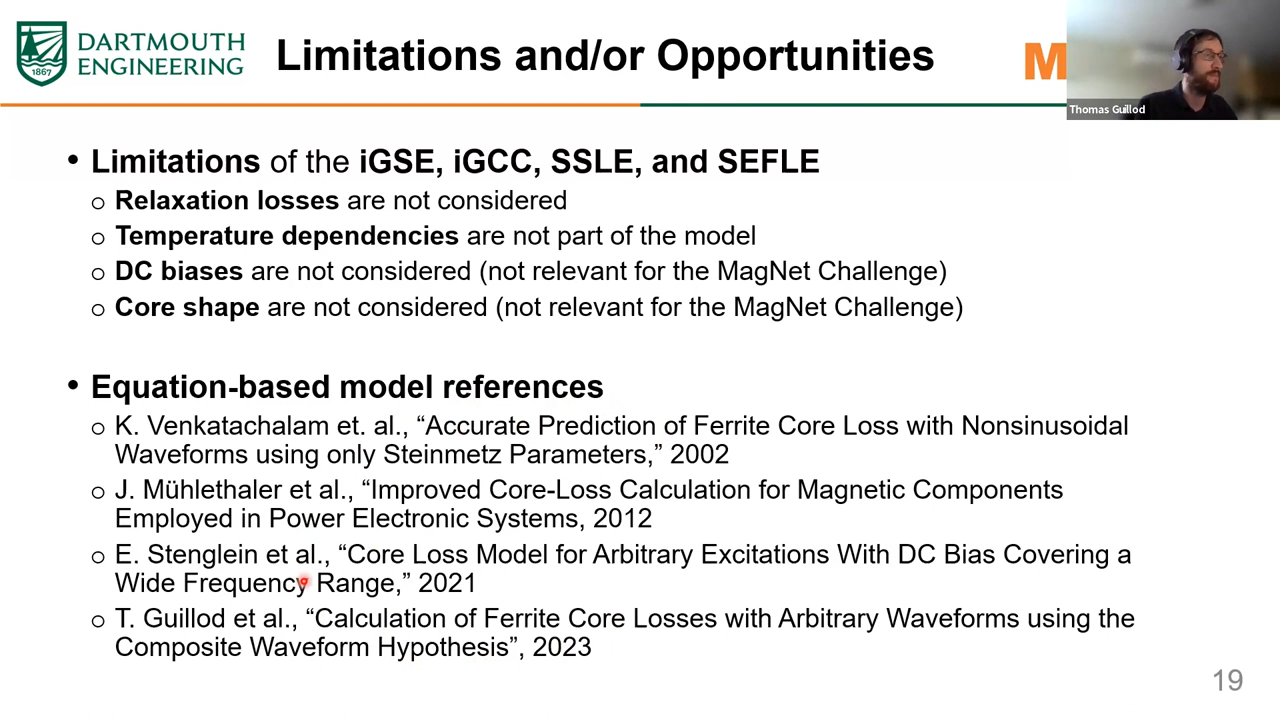 DARTMOUTH
ENGINEERING
1867
Limitations and/or Opportunities
M
Thomas Guillod
• Limitations of the iGSE, iGCC, SSLE, and SEFLE
o Relaxation losses are not considered
o Temperature dependencies are not part of the model
o DC biases are not considered (not relevant for the MagNet Challenge)
o Core shape are not considered (not relevant for the MagNet Challenge)
• Equation-based model references
o K. Venkatachalam et. al., “Accurate Prediction of Ferrite Core Loss with Nonsinusoidal
Waveforms using only Steinmetz Parameters,” 2002
o J. Mühlethaler et al., “Improved Core-Loss Calculation for Magnetic Components
Employed in Power Electronic Systems, 2012
o E. Stenglein et al., “Core Loss Model for Arbitrary Excitations With DC Bias Covering a
Wide Frequency Range,” 2021
o T. Guillod et al., “Calculation of Ferrite Core Losses with Arbitrary Waveforms using the
Composite Waveform Hypothesis”, 2023
19